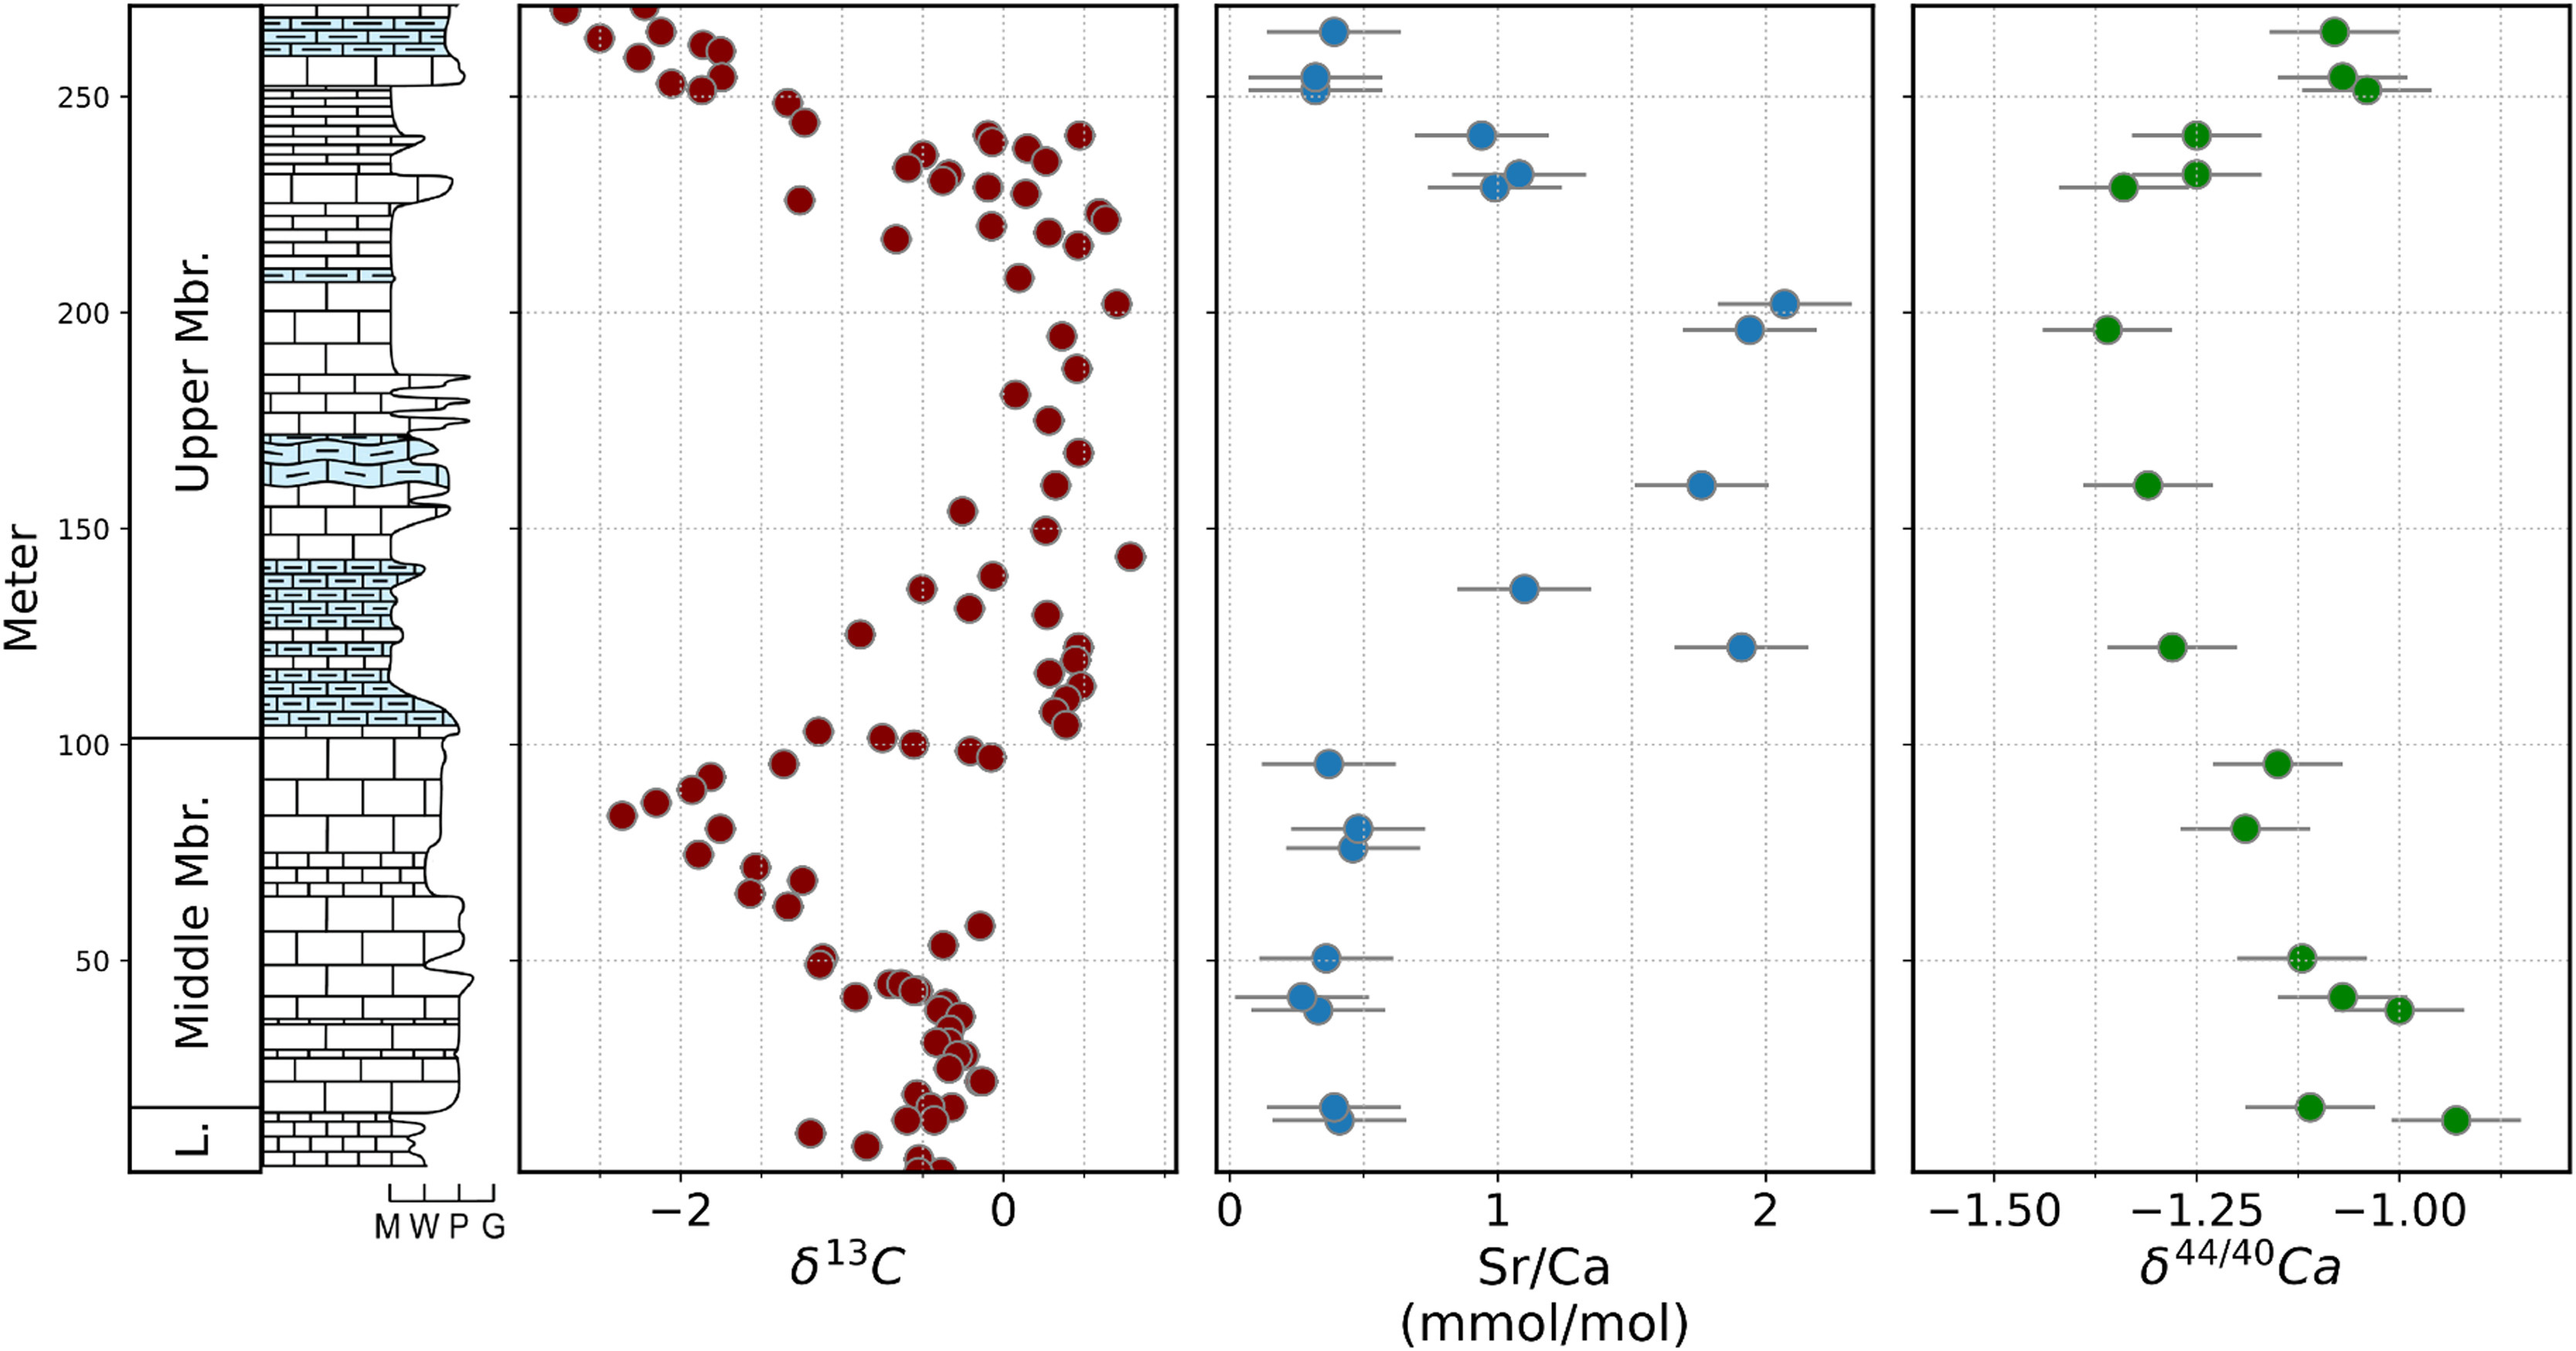 Meter
250
200
150
100
50
Upper Mbr.
Middle Mbr.
L.
M W P G
−2 0
δ¹³C
0 1 2
Sr/Ca
(mmol/mol)
−1.50 −1.25 −1.00
δ⁴⁴/⁴⁰Ca